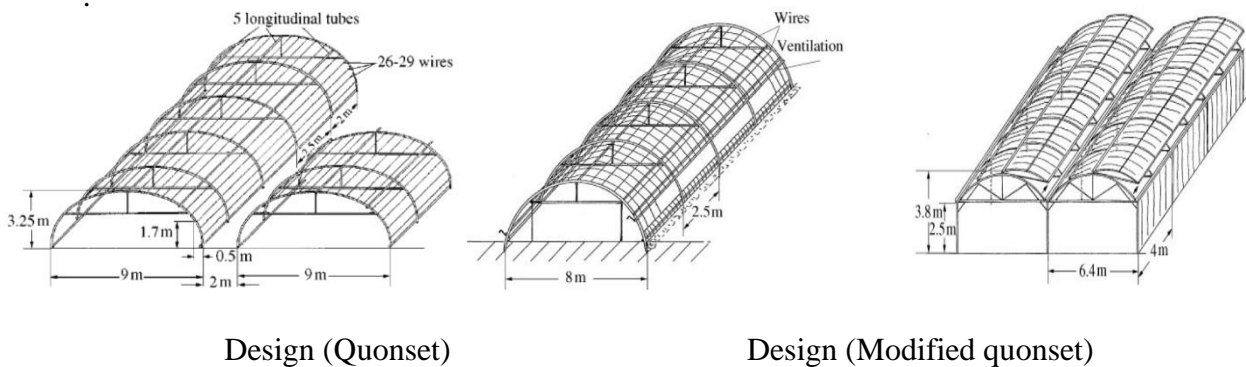 5 longitudinal tubes
26-29 wires
2m
2.5m
3.25m
1.7m
0.5m
9m
2m
9m
Wires
Ventilation
2.5m
8m
3.8m
2.5m
4m
6.4m
Design (Quonset)
Design (Modified quonset)